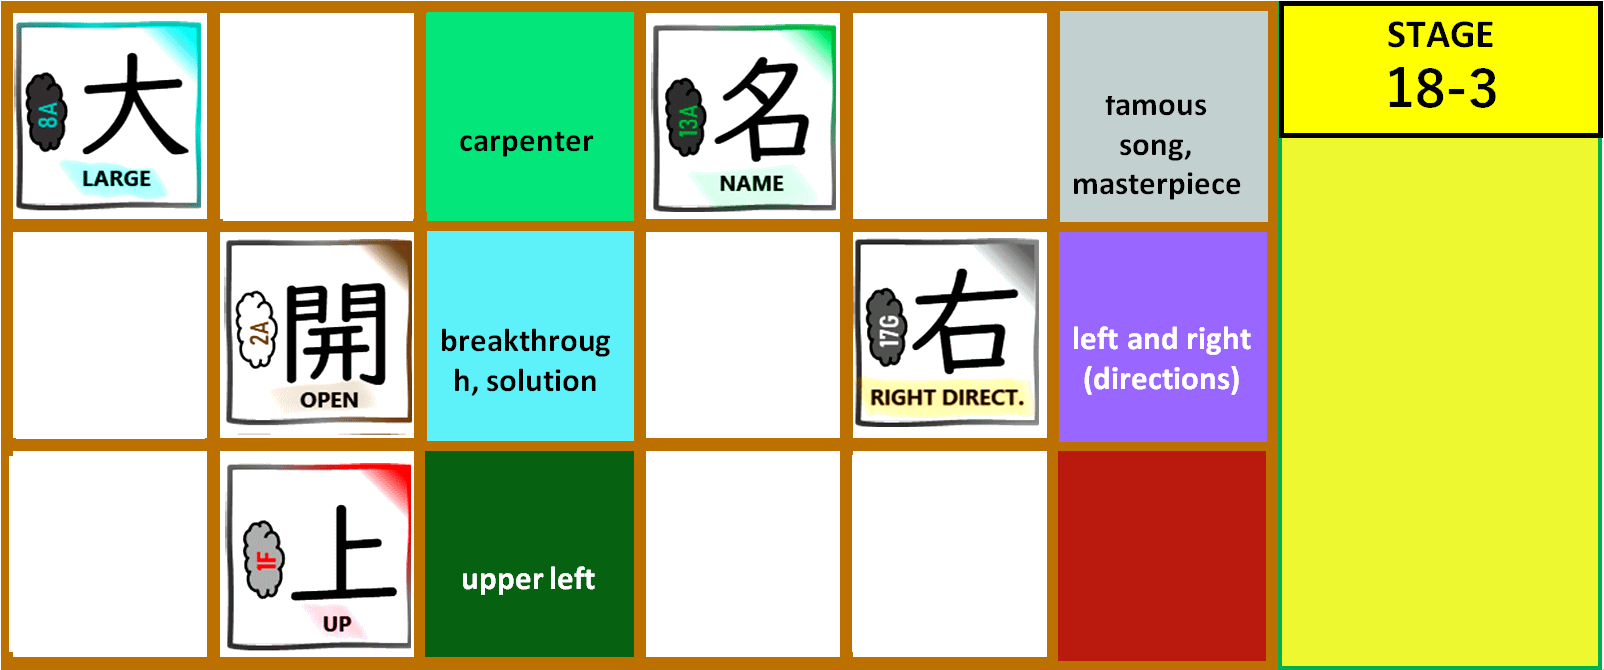 8A
大
LARGE
carpenter
13A
名
NAME
famous
song,
masterpiece
STAGE
18-3
2A
開
OPEN
breakthroug
h, solution
17G
右
RIGHT DIRECT.
left and right
(directions)
1F
上
UP
upper left